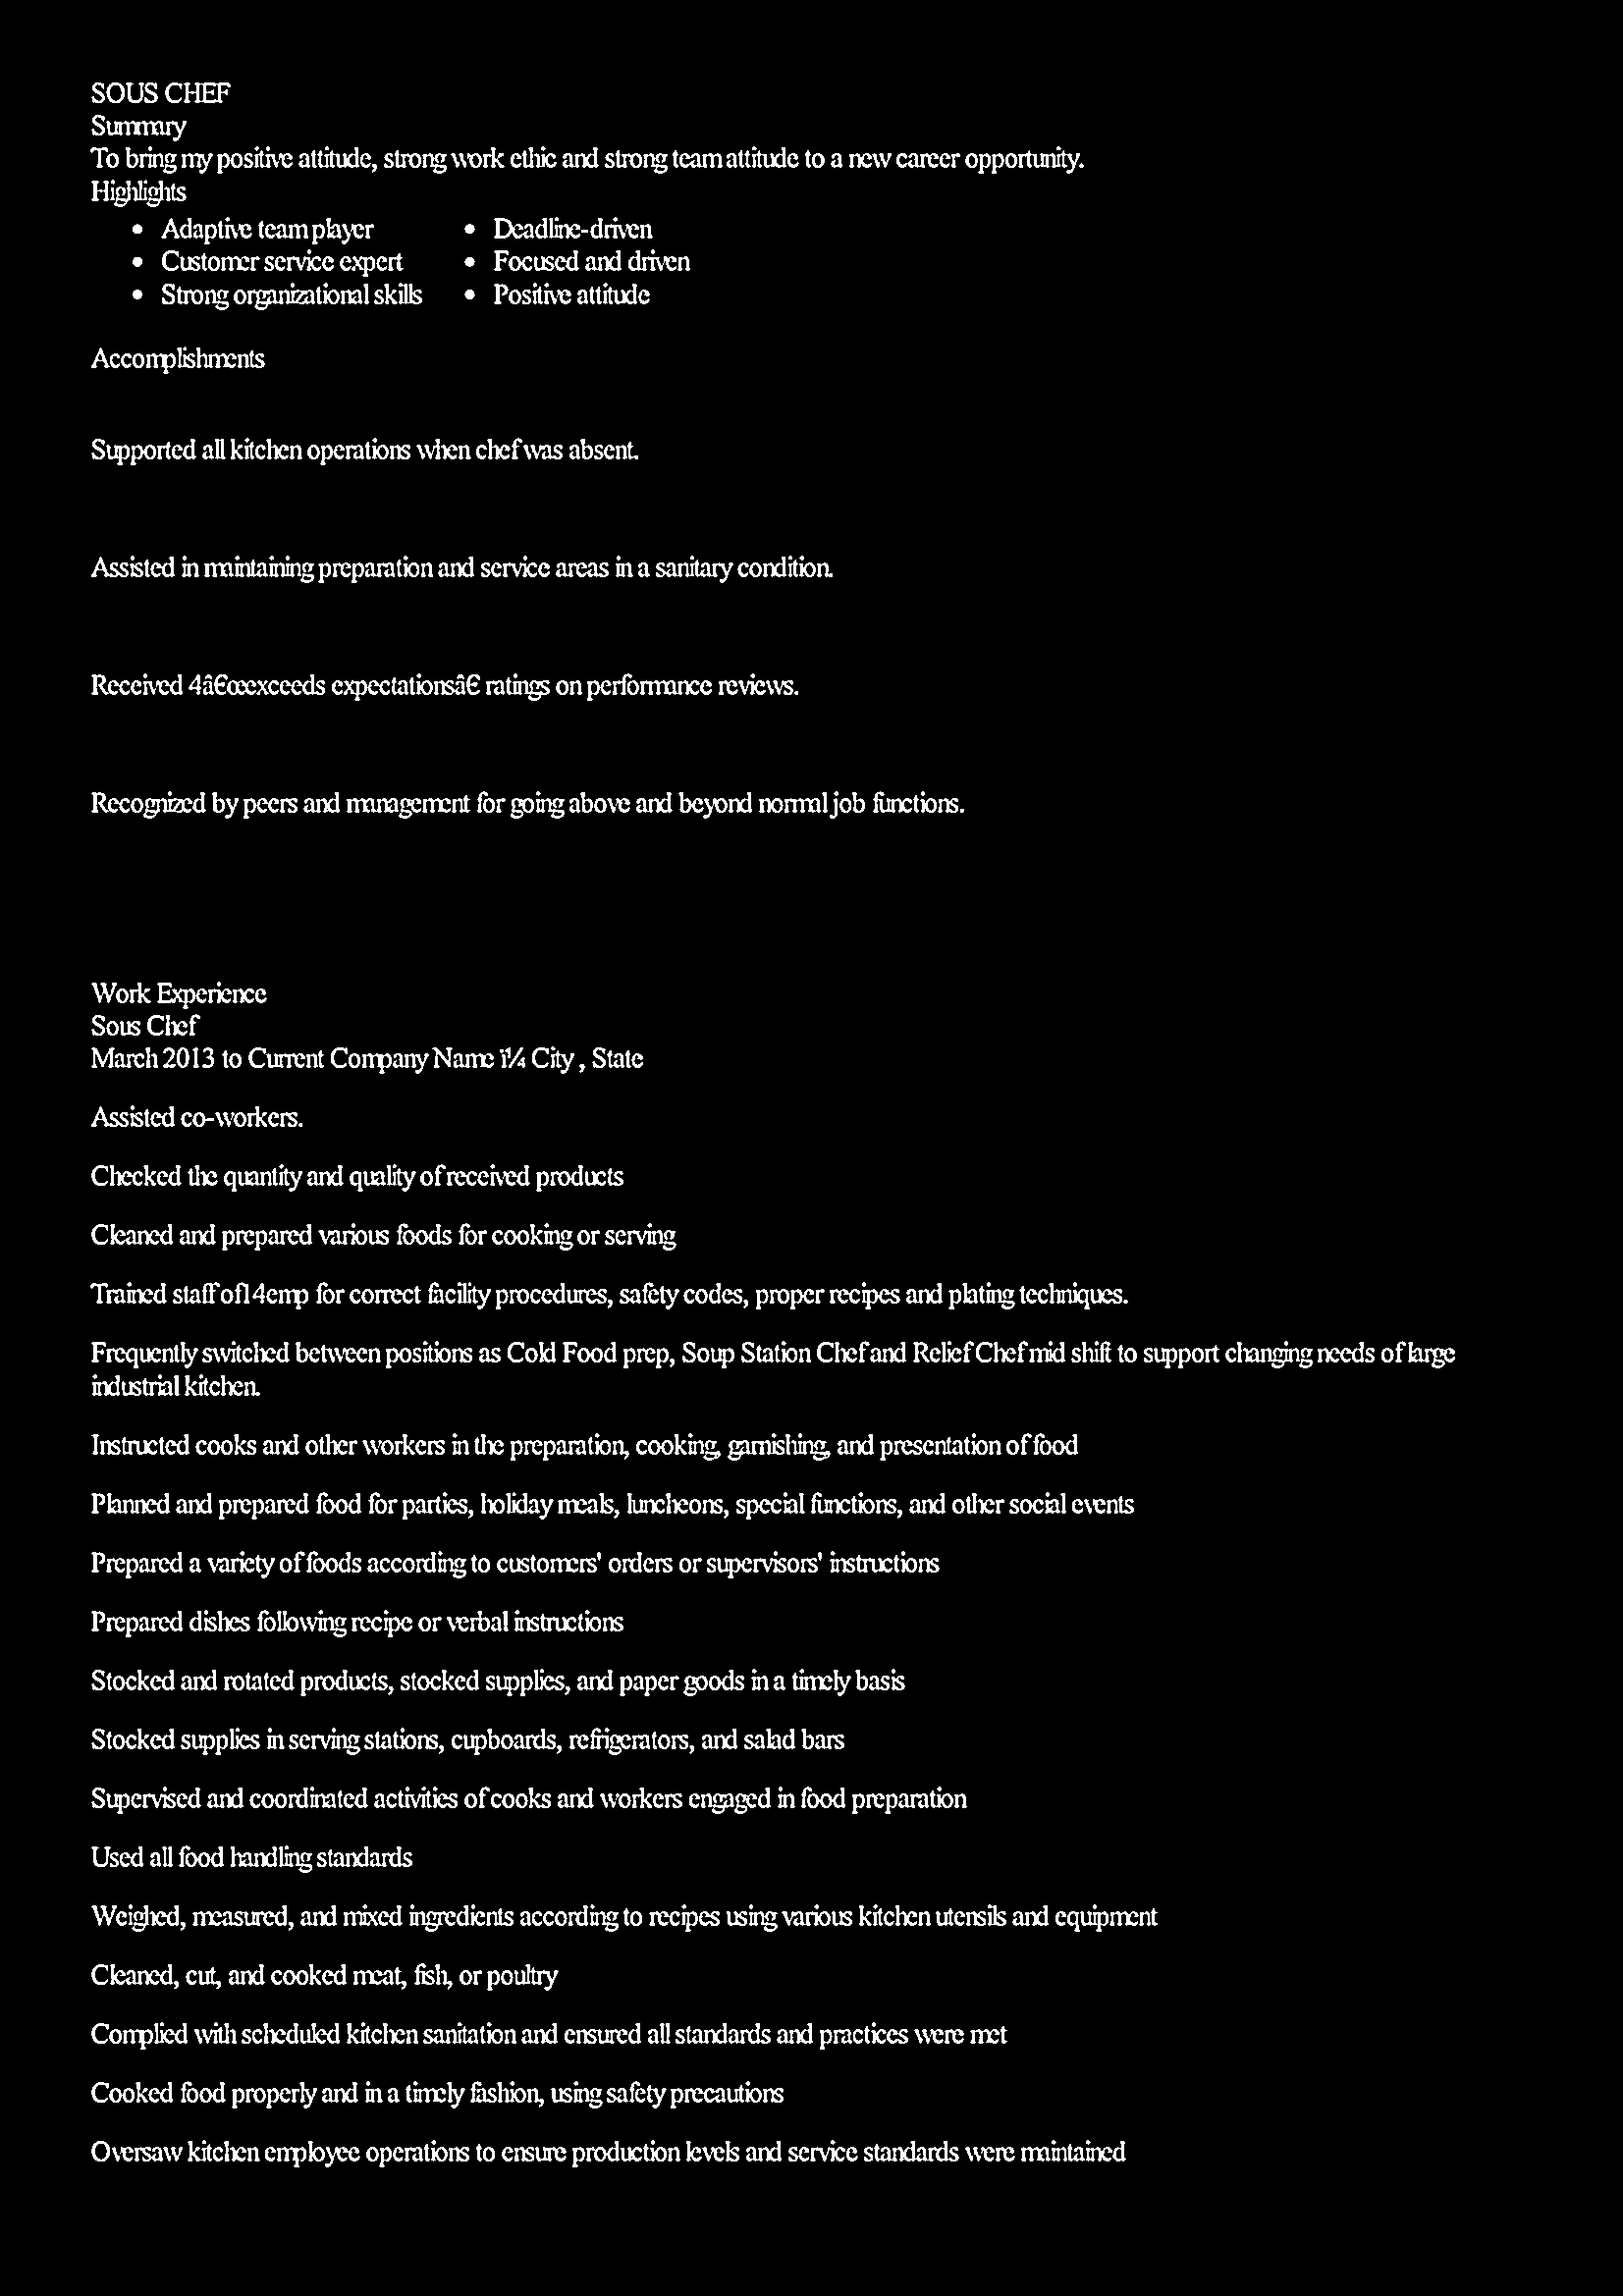 SOUS CHEF
Summary
To bring my positive attitude, strong work ethic and strong team attitude to a new career opportunity.
Highlights
• Adaptive team player
• Customer service expert
• Strong organizational skills
• Deadline-driven
• Focused and driven
• Positive attitude
Accomplishments
Supported all kitchen operations when chef was absent.
Assisted in maintaining preparation and service areas in a sanitary condition.
Received 4â€œexceeds expectationsâ€ ratings on performance reviews.
Recognized by peers and management for going above and beyond normal job functions.
Work Experience
Sous Chef
March 2013 to Current Company Name ï¼ City , State
Assisted co-workers.
Checked the quantity and quality of received products
Cleaned and prepared various foods for cooking or serving
Trained staff of14emp for correct facility procedures, safety codes, proper recipes and plating techniques.
Frequently switched between positions as Cold Food prep, Soup Station Chef and Relief Chef mid shift to support changing needs of large
industrial kitchen.
Instructed cooks and other workers in the preparation, cooking, garnishing, and presentation of food
Planned and prepared food for parties, holiday meals, luncheons, special functions, and other social events
Prepared a variety of foods according to customers' orders or supervisors' instructions
Prepared dishes following recipe or verbal instructions
Stocked and rotated products, stocked supplies, and paper goods in a timely basis
Stocked supplies in serving stations, cupboards, refrigerators, and salad bars
Supervised and coordinated activities of cooks and workers engaged in food preparation
Used all food handling standards
Weighed, measured, and mixed ingredients according to recipes using various kitchen utensils and equipment
Cleaned, cut, and cooked meat, fish, or poultry
Complied with scheduled kitchen sanitation and ensured all standards and practices were met
Cooked food properly and in a timely fashion, using safety precautions
Oversaw kitchen employee operations to ensure production levels and service standards were maintained